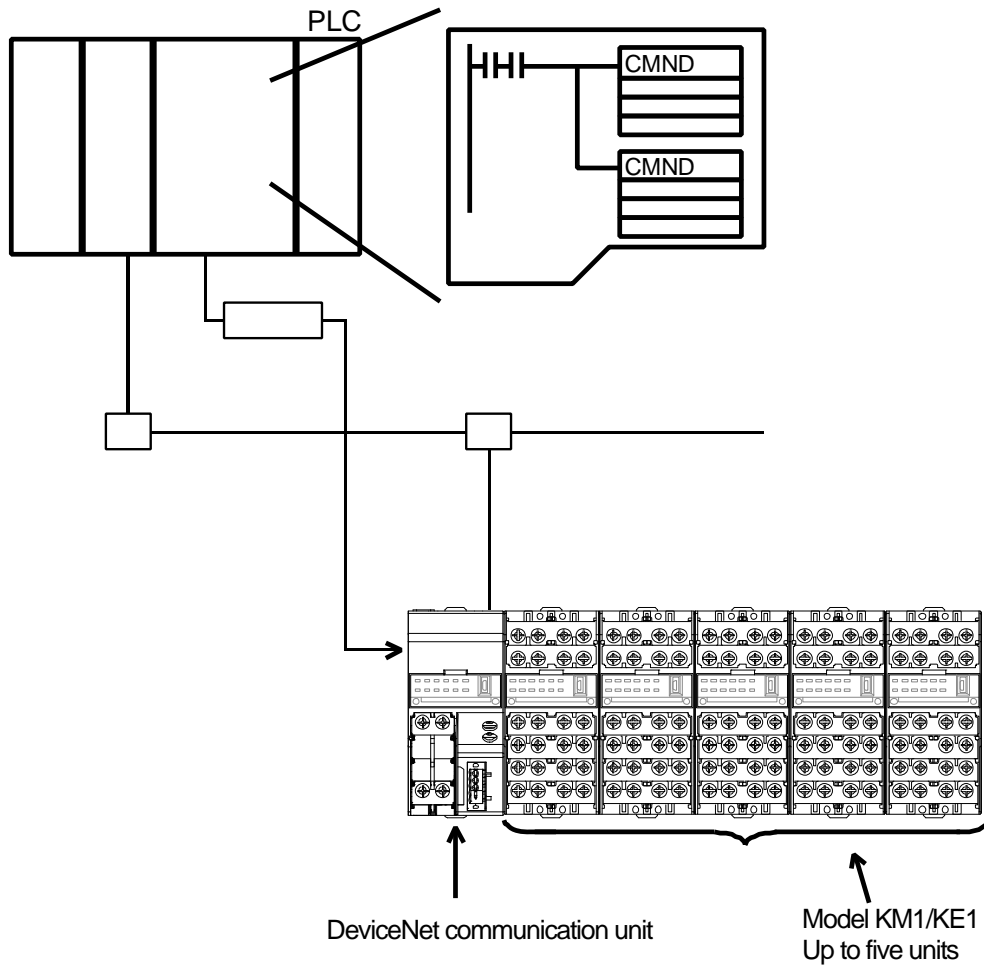 PLC
CMND
CMND
DeviceNet communication unit
Model KM1/KE1
Up to five units